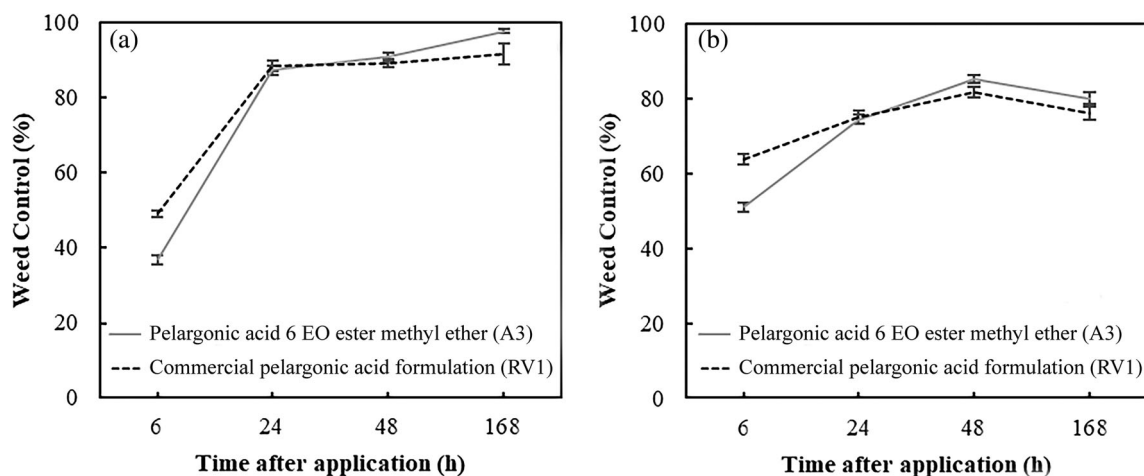 (a)
Weed Control (%)
100
80
60
40
20
0
Pelargonic acid 6 EO ester methyl ether (A3)
Commercial pelargonic acid formulation (RV1)
6 24 48 168
Time after application (h)
(b)
Weed Control (%)
100
80
60
40
20
0
Pelargonic acid 6 EO ester methyl ether (A3)
Commercial pelargonic acid formulation (RV1)
6 24 48 168
Time after application (h)